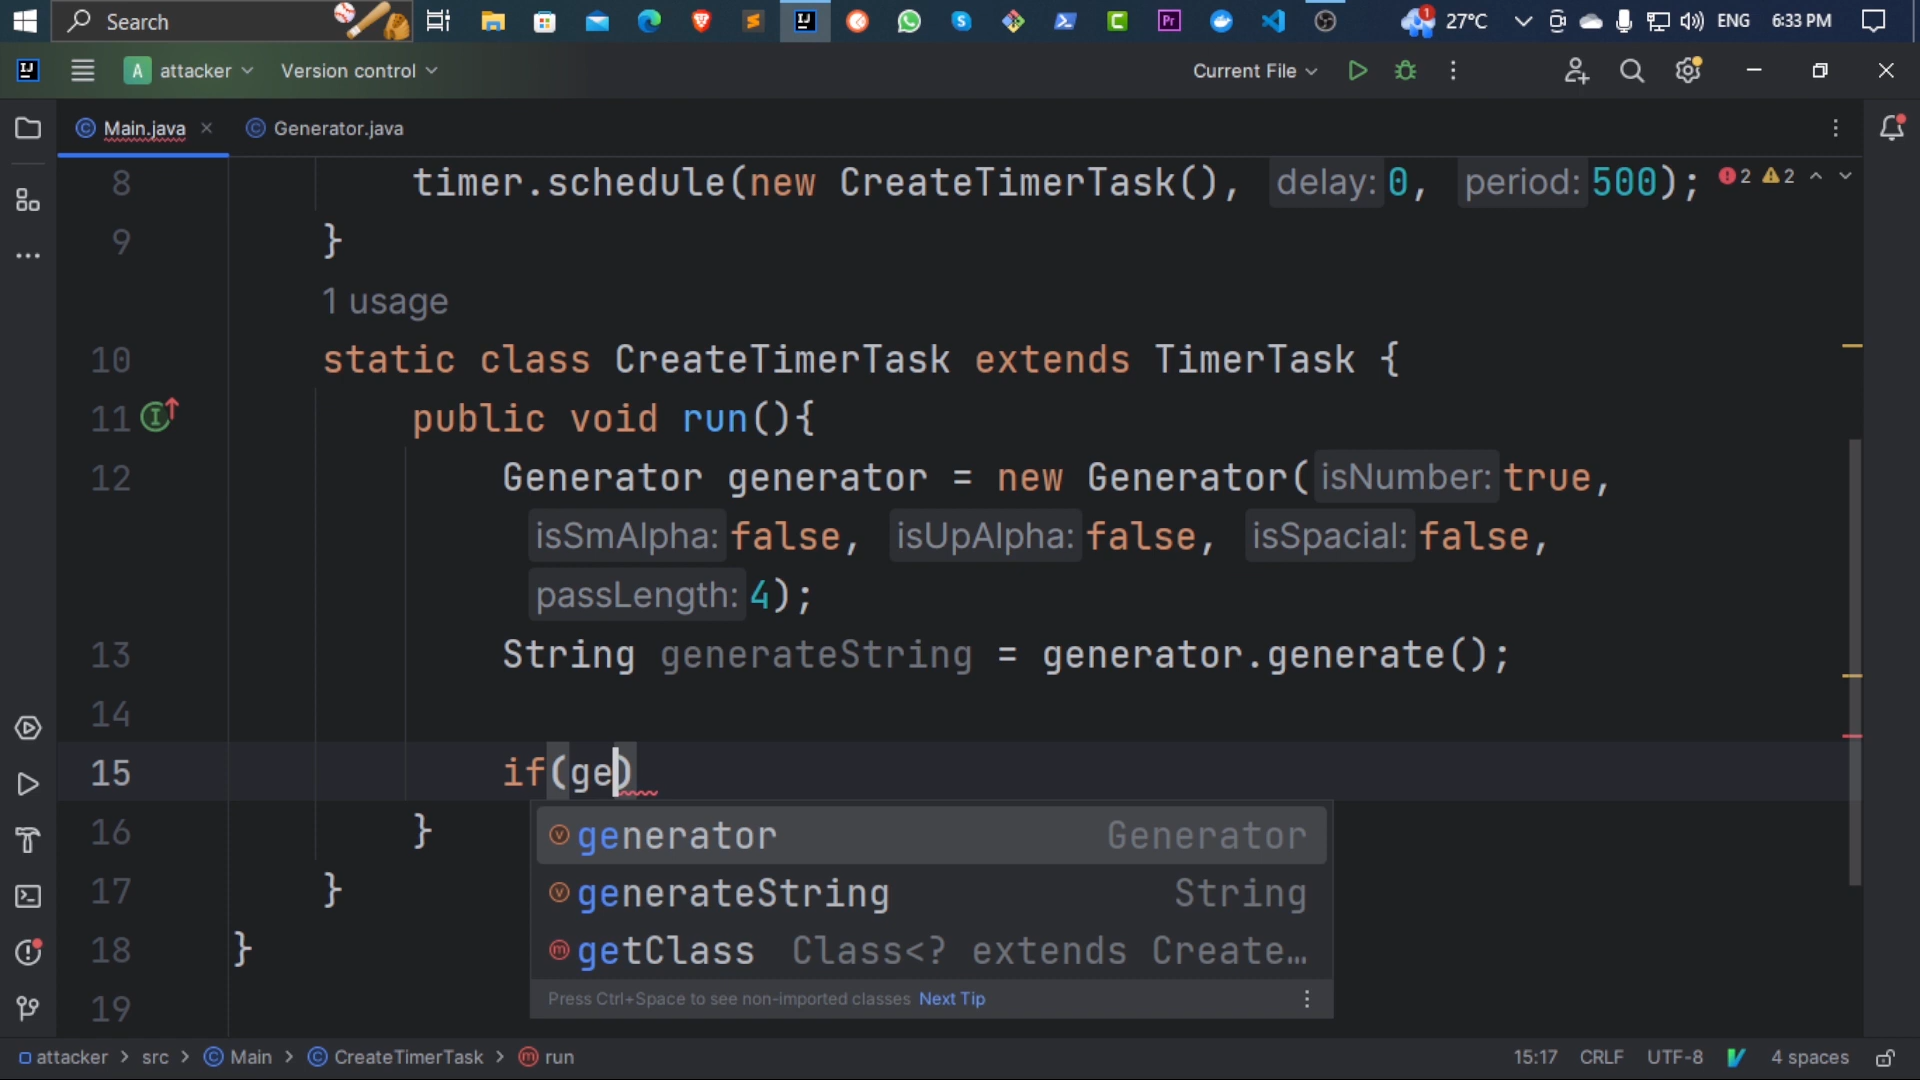 Search
27°C
1
ENG
6:33 PM
IJ
A
attacker
Version control
Current File
Main.java
Generator.java
8 timer.schedule(new CreateTimerTask(), delay: 0, period: 500);
2 2
9 }
1 usage
10 static class CreateTimerTask extends TimerTask {
11 public void run(){
12 Generator generator = new Generator( isNumber: true,
isSmAlpha: false, isUpAlpha: false, isSpacial: false,
passLength: 4);
13 String generateString = generator.generate();
14
15 if(ge)
16 }
17 }
18 }
19
generator Generator
generateString String
getClass Class<? extends Create…
Press Ctrl+Space to see non-imported classes Next Tip
attacker > src > Main > CreateTimerTask > run
15:17 CRLF UTF-8 4 spaces